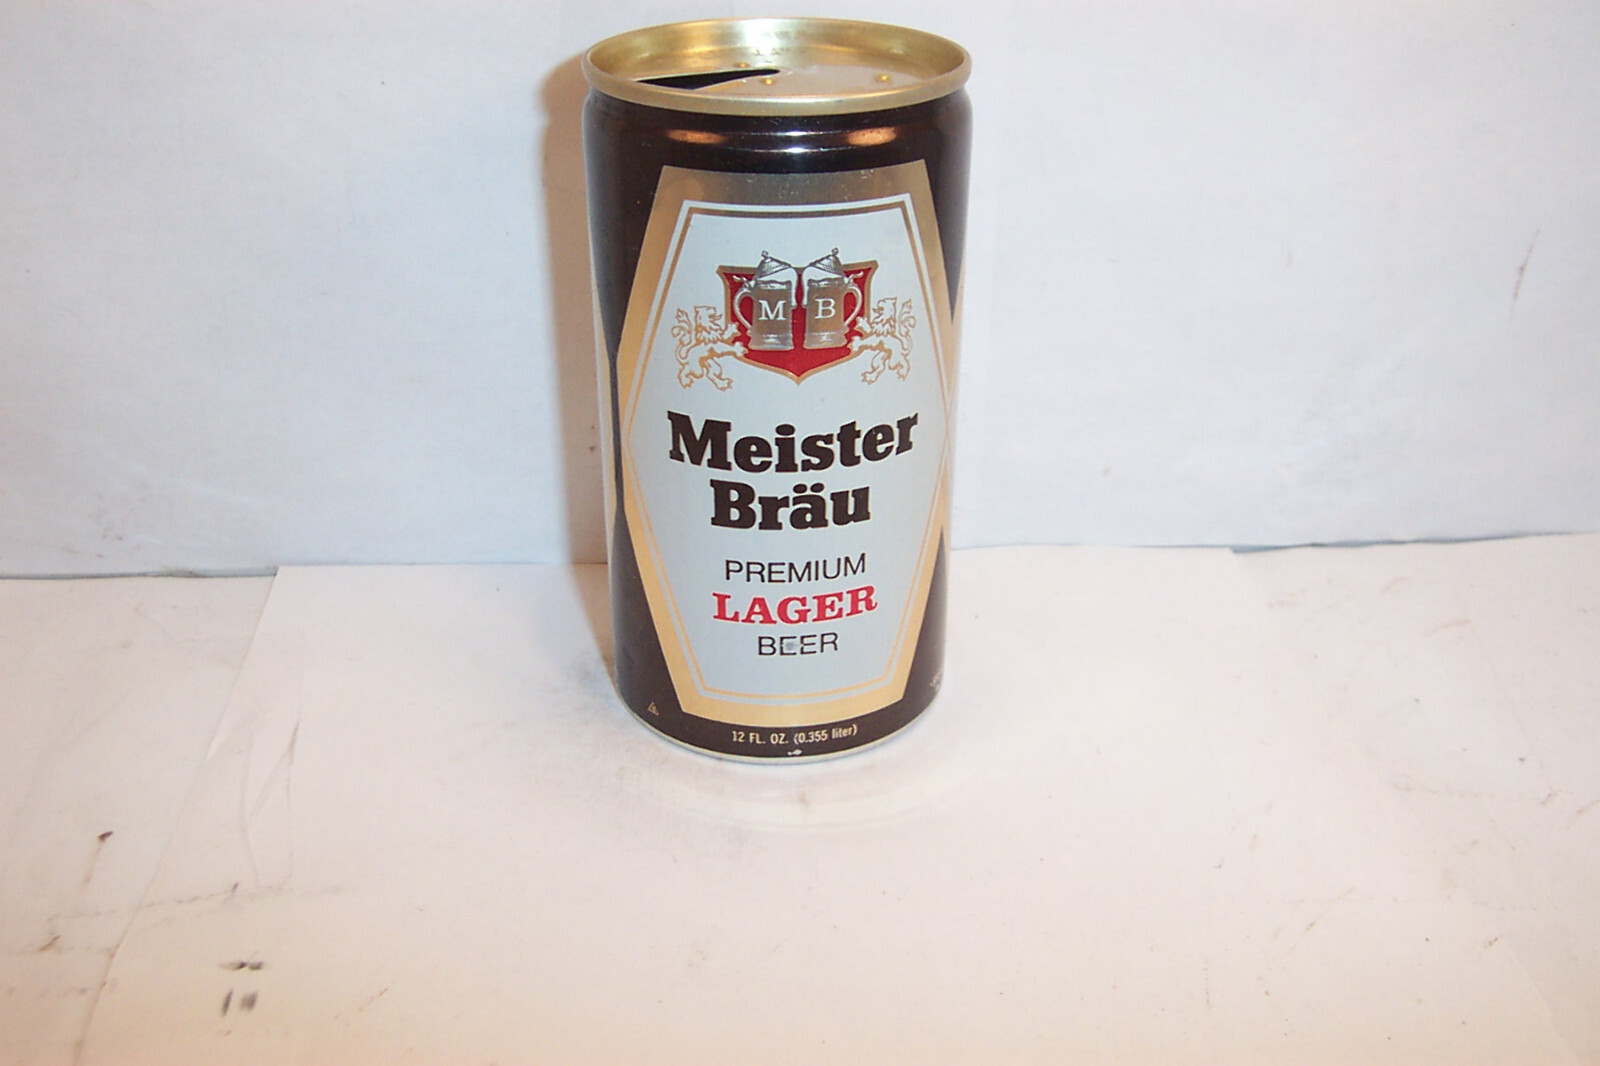 M B
Meister
Bräu
PREMIUM
LAGER
BEER
12 FL. OZ. (0.355 liter)